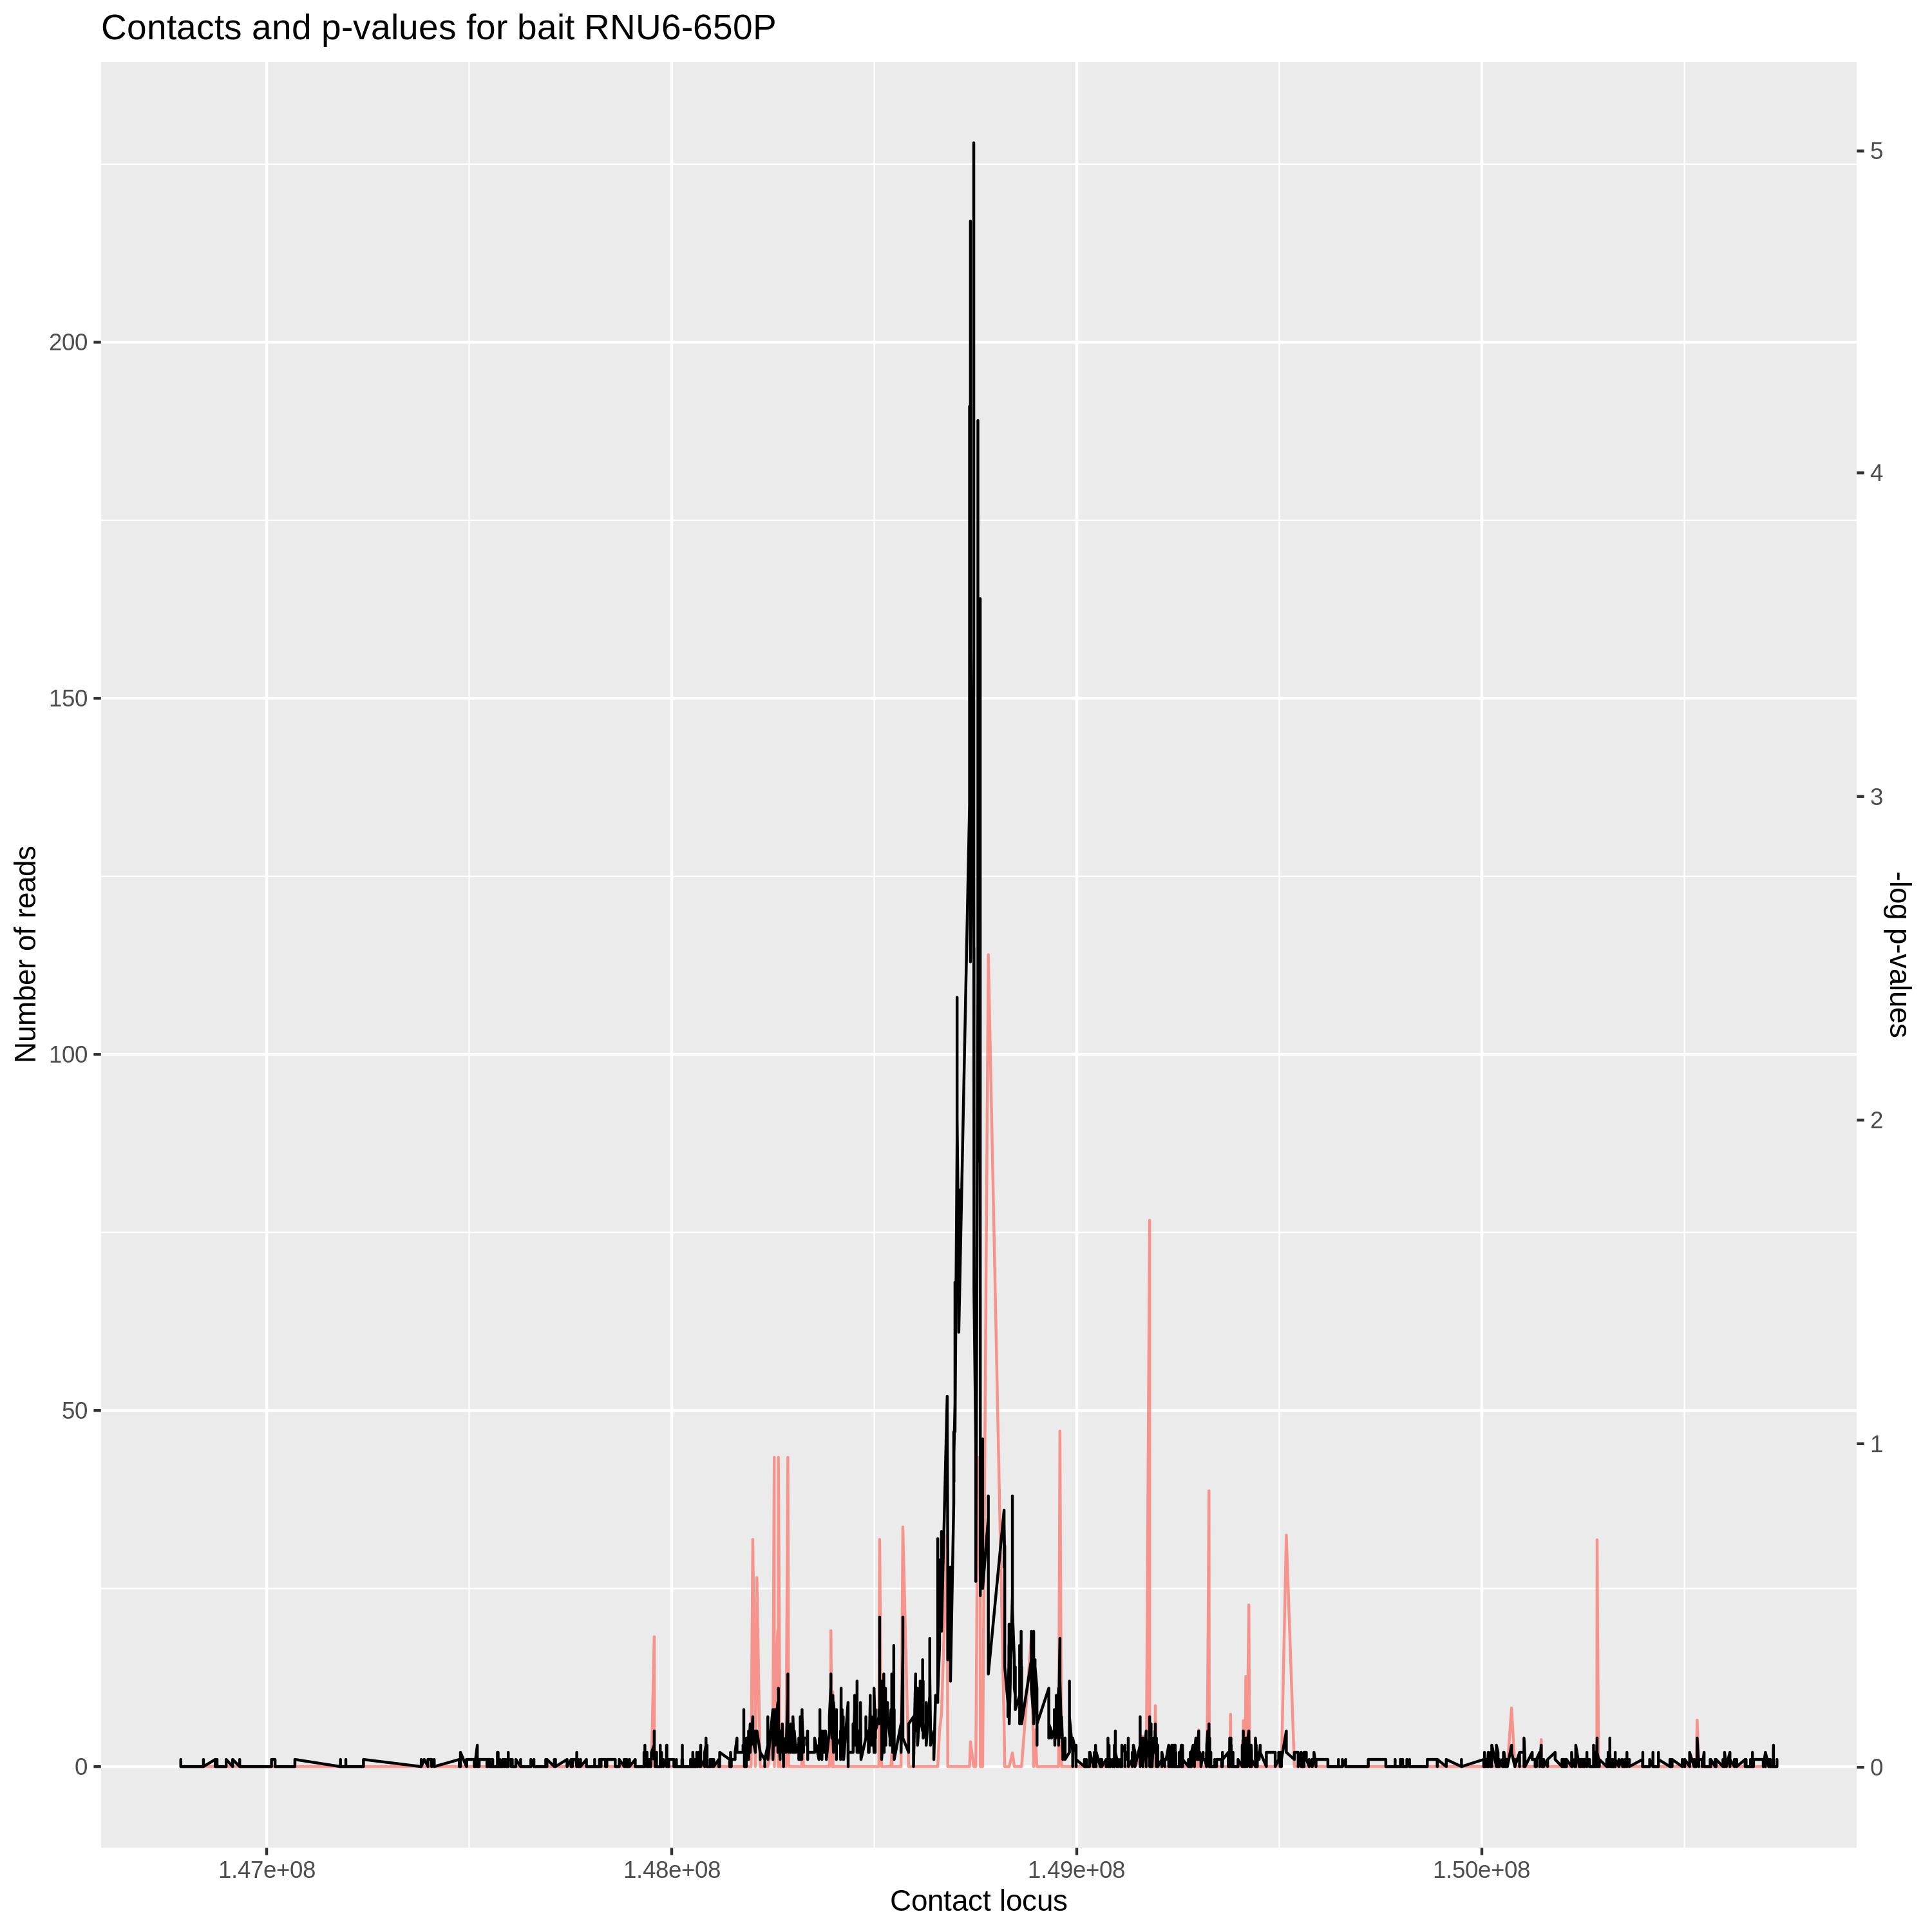 Contacts and p-values for bait RNU6-650P
Number of reads
200
150
100
50
0
5
4
3
2
1
0
-log p-values
1.47e+08
1.48e+08
1.49e+08
1.50e+08
Contact locus